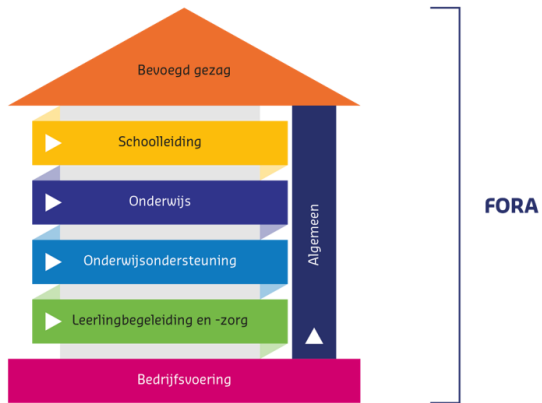 Bevoegd gezag
Schoolleiding
Onderwijs
Onderwijsondersteuning
Leerlingbegeleiding en -zorg
Algemeen
Bedrijfsvoering
FORA